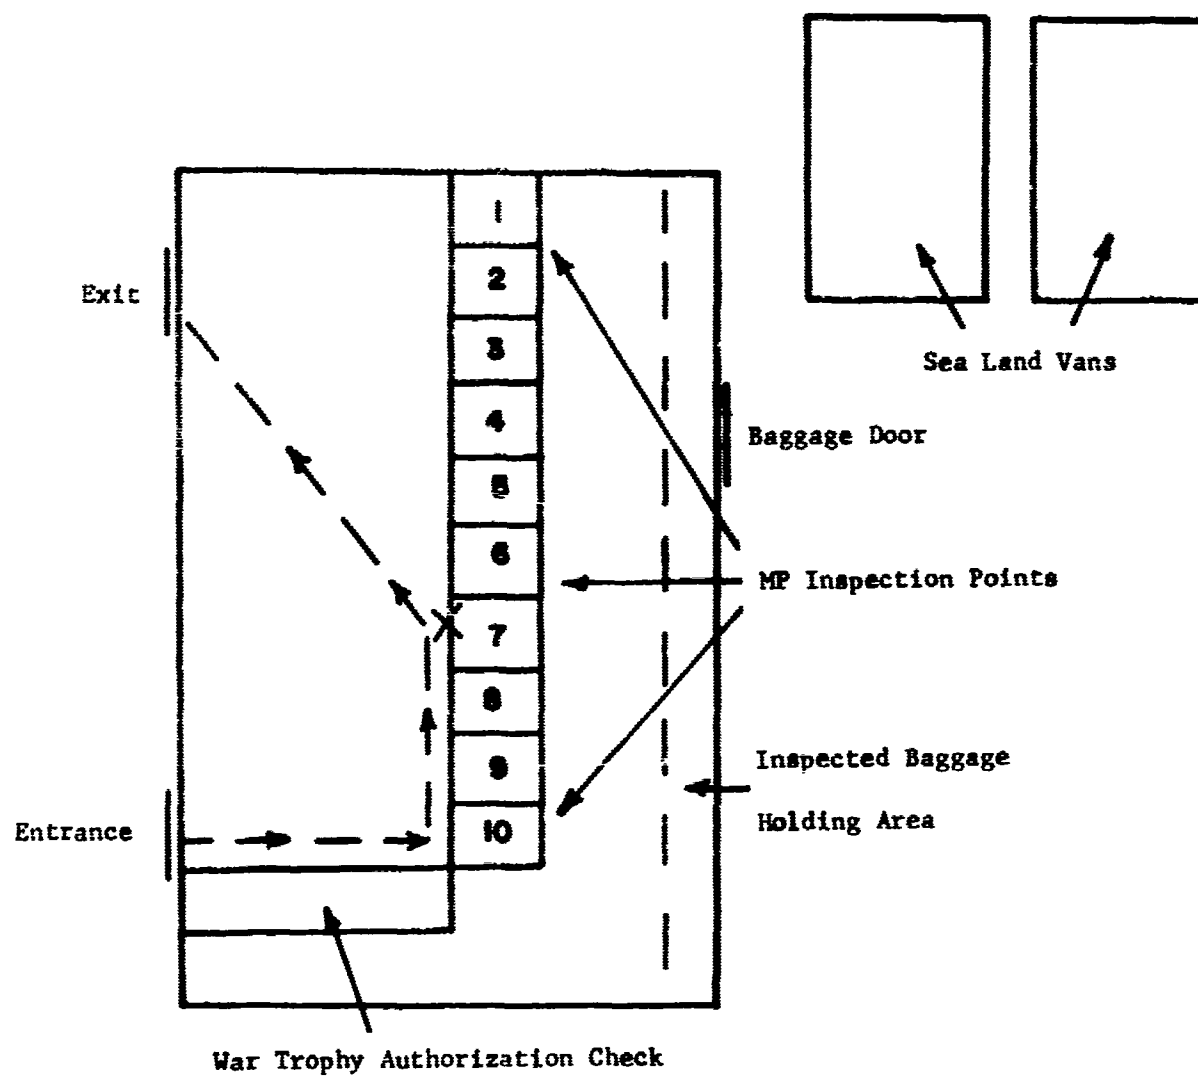 Exit
Entrance
1
2
3
4
5
6
7
8
9
10
Sea Land Vans
Baggage Door
MP Inspection Points
Inspected Baggage
Holding Area
War Trophy Authorization Check